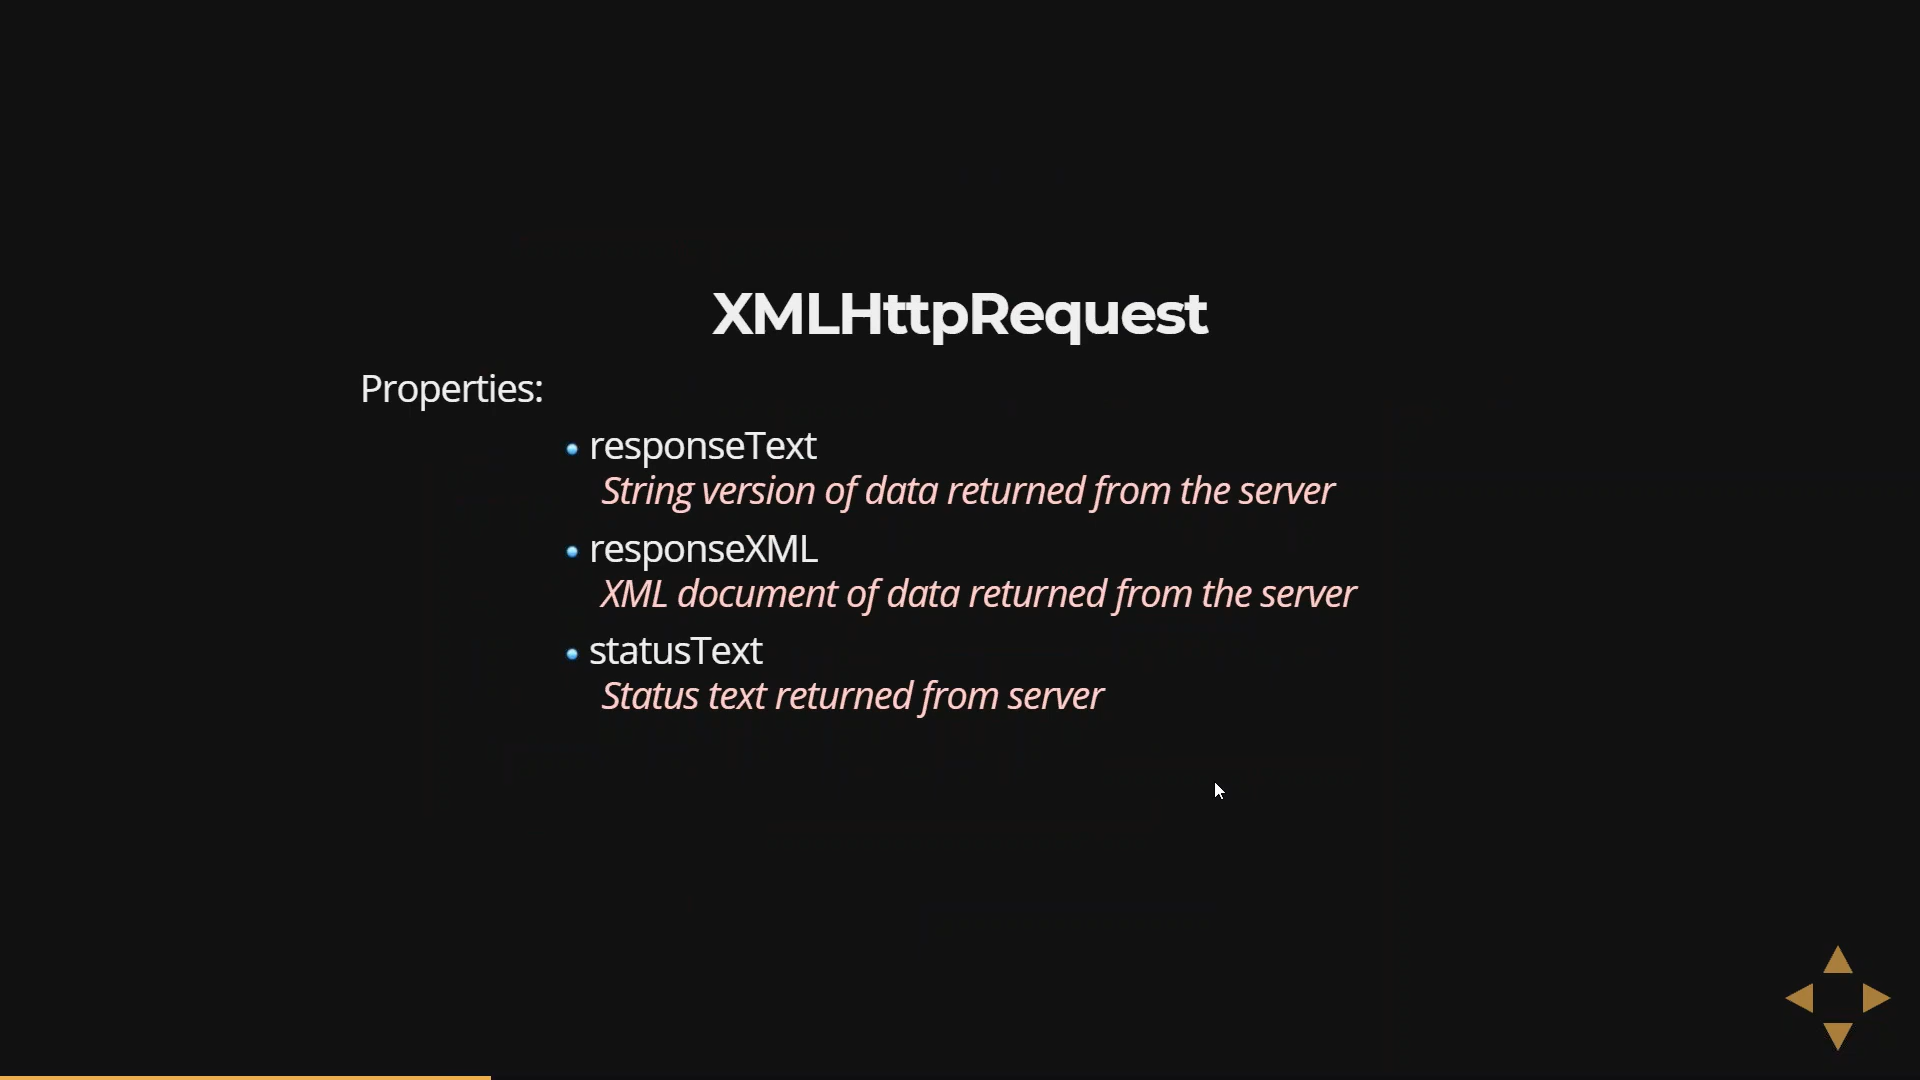 XMLHttpRequest
Properties:
responseText
String version of data returned from the server
responseXML
XML document of data returned from the server
statusText
Status text returned from server